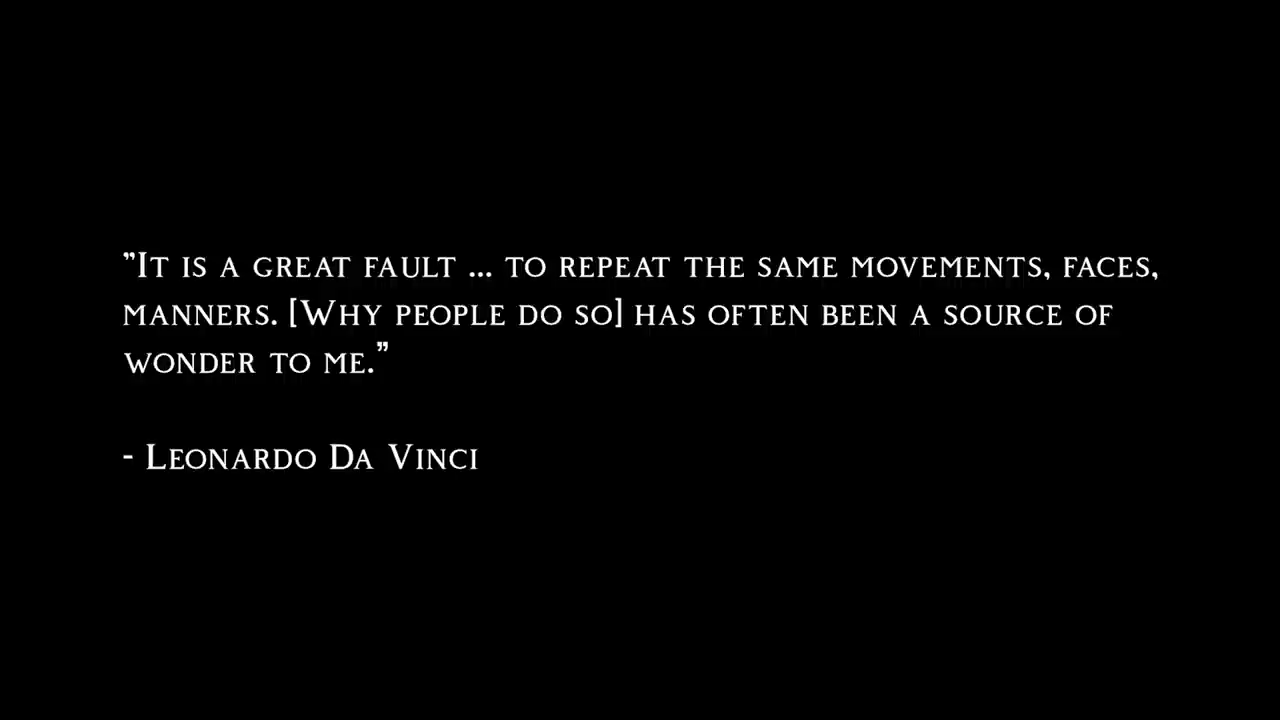 "It is a great fault ... to repeat the same movements, faces,
manners. [Why people do so] has often been a source of
wonder to me."
- Leonardo Da Vinci